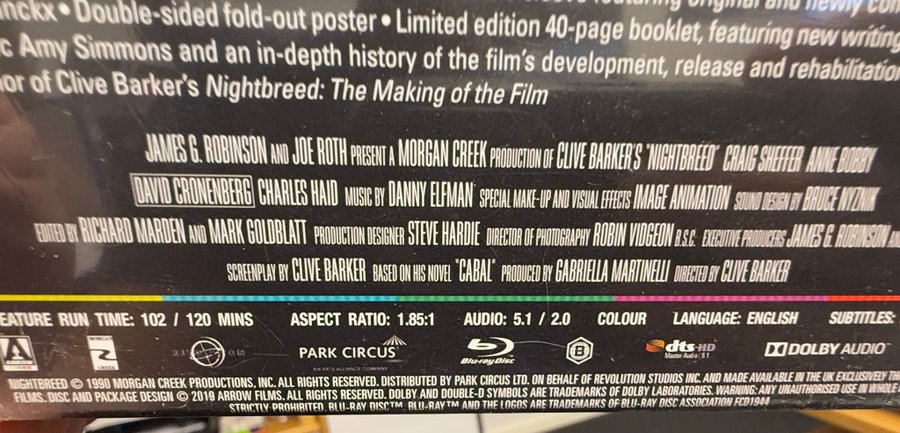 Double-sided fold-out poster • Limited edition 40-page booklet, featuring new writing
Amy Simmons and an in-depth history of the film's development, release and rehabilitation
of Clive Barker's Nightbreed: The Making of the Film
JAMES G. ROBINSON AND JOE ROTH PRESENT A MORGAN CREEK PRODUCTION OF CLIVE BARKER'S "NIGHTBREED" CRAIG SHEFFER ANNE BOBBY
DAVID CRONENBERG CHARLES HAID MUSIC BY DANNY ELFMAN SPECIAL MAKE-UP AND VISUAL EFFECTS IMAGE ANIMATION SOUND DESIGN BY BRUCE NYZNIK
EDITED BY RICHARD MARDEN AND MARK GOLDBLATT PRODUCTION DESIGNER STEVE HARDIE DIRECTOR OF PHOTOGRAPHY ROBIN VIDGEON B.S.C. EXECUTIVE PRODUCERS JAMES G. ROBINSON
SCREENPLAY BY CLIVE BARKER BASED ON HIS NOVEL "CABAL" PRODUCED BY GABRIELLA MARTINELLI DIRECTED BY CLIVE BARKER
EATURE RUN TIME: 102 / 120 MINS ASPECT RATIO: 1.85:1 AUDIO: 5.1 / 2.0 COLOUR LANGUAGE: ENGLISH SUBTITLES:
ARROW MORGAN CREEK PARK CIRCUS AN ARTS ALLIANCE COMPANY Blu-ray Disc B dts-HD Master Audio 5.1 DOLBY AUDIO
NIGHTBREED © 1990 MORGAN CREEK PRODUCTIONS, INC. ALL RIGHTS RESERVED. DISTRIBUTED BY PARK CIRCUS LTD. ON BEHALF OF REVOLUTION STUDIOS INC. AND MADE AVAILABLE IN THE UK EXCLUSIVELY
FILMS. DISC AND PACKAGE DESIGN © 2019 ARROW FILMS. ALL RIGHTS RESERVED. DOLBY AND DOUBLE-D SYMBOLS ARE TRADEMARKS OF DOLBY LABORATORIES. WARNING: ANY UNAUTHORISED USE IN WHOLE
STRICTLY PROHIBITED. BLU-RAY DISC™, BLU-RAY™ AND THE LOGOS ARE TRADEMARKS OF BLU-RAY DISC ASSOCIATION FCD1944